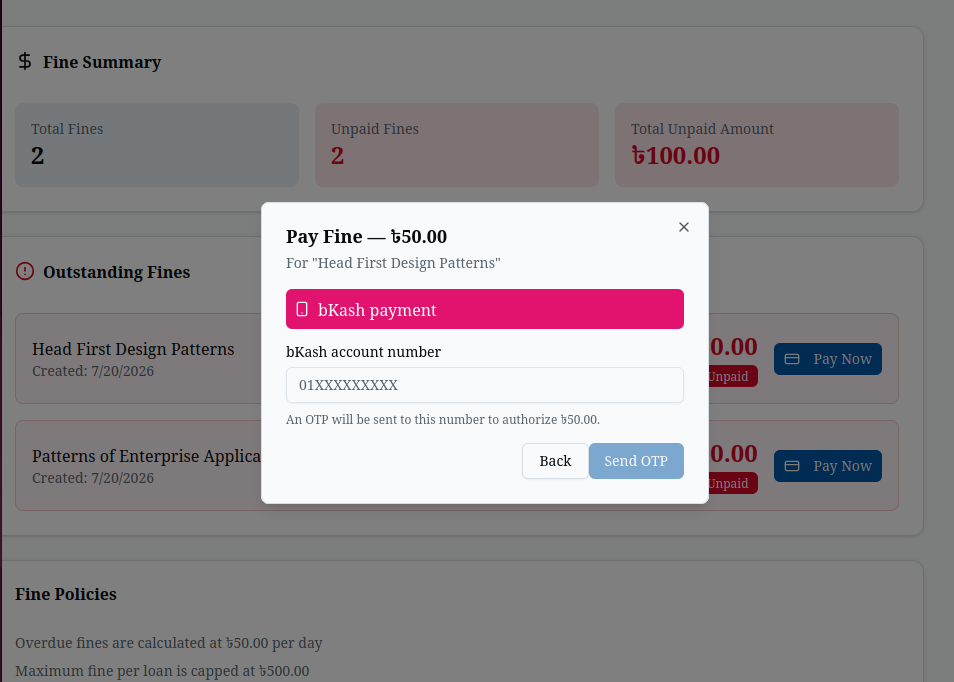 Fine Summary
Total Fines
2
Unpaid Fines
2
Total Unpaid Amount
৳100.00
Outstanding Fines
Head First Design Patterns
Created: 7/20/2026
0.00
Unpaid
Pay Now
Patterns of Enterprise Applica
Created: 7/20/2026
0.00
Unpaid
Pay Now
Pay Fine — ৳50.00
For "Head First Design Patterns"
bKash payment
bKash account number
01XXXXXXXXX
An OTP will be sent to this number to authorize ৳50.00.
Back
Send OTP
Fine Policies
Overdue fines are calculated at ৳50.00 per day
Maximum fine per loan is capped at ৳500.00